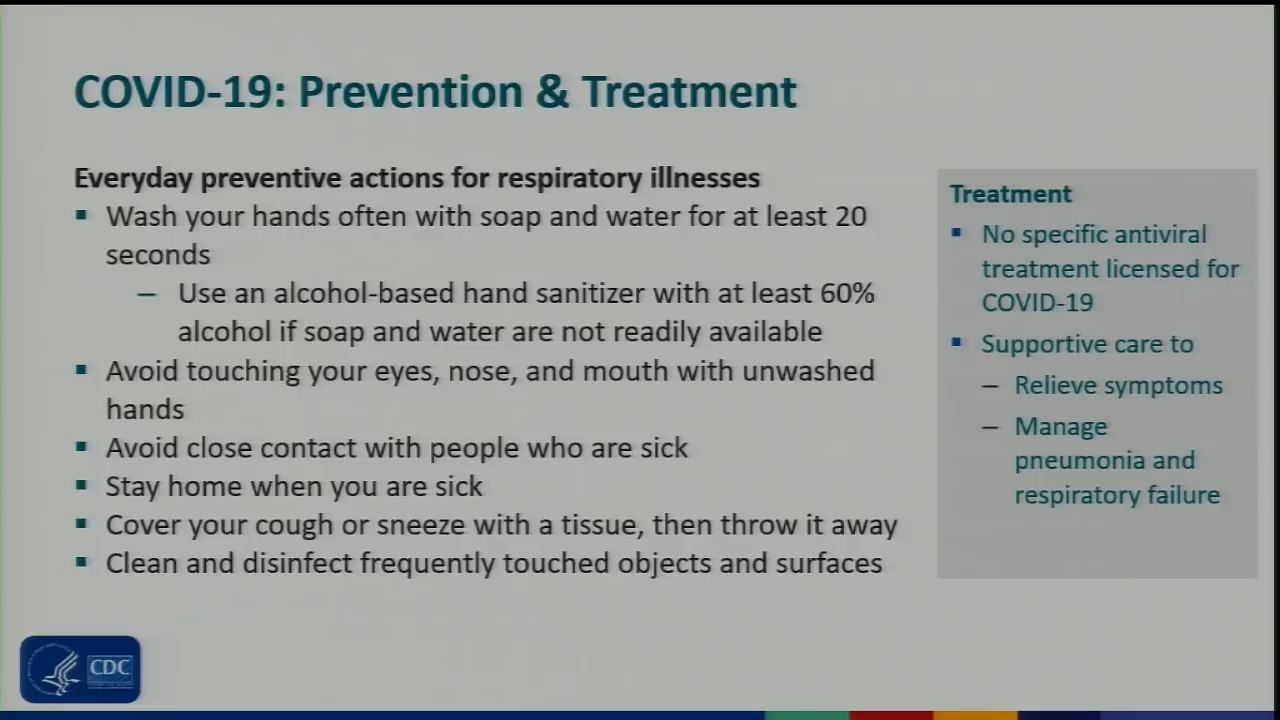 COVID-19: Prevention & Treatment
Everyday preventive actions for respiratory illnesses
▪ Wash your hands often with soap and water for at least 20
seconds
– Use an alcohol-based hand sanitizer with at least 60%
alcohol if soap and water are not readily available
▪ Avoid touching your eyes, nose, and mouth with unwashed
hands
▪ Avoid close contact with people who are sick
▪ Stay home when you are sick
▪ Cover your cough or sneeze with a tissue, then throw it away
▪ Clean and disinfect frequently touched objects and surfaces
Treatment
▪ No specific antiviral
treatment licensed for
COVID-19
▪ Supportive care to
– Relieve symptoms
– Manage
pneumonia and
respiratory failure
CDC